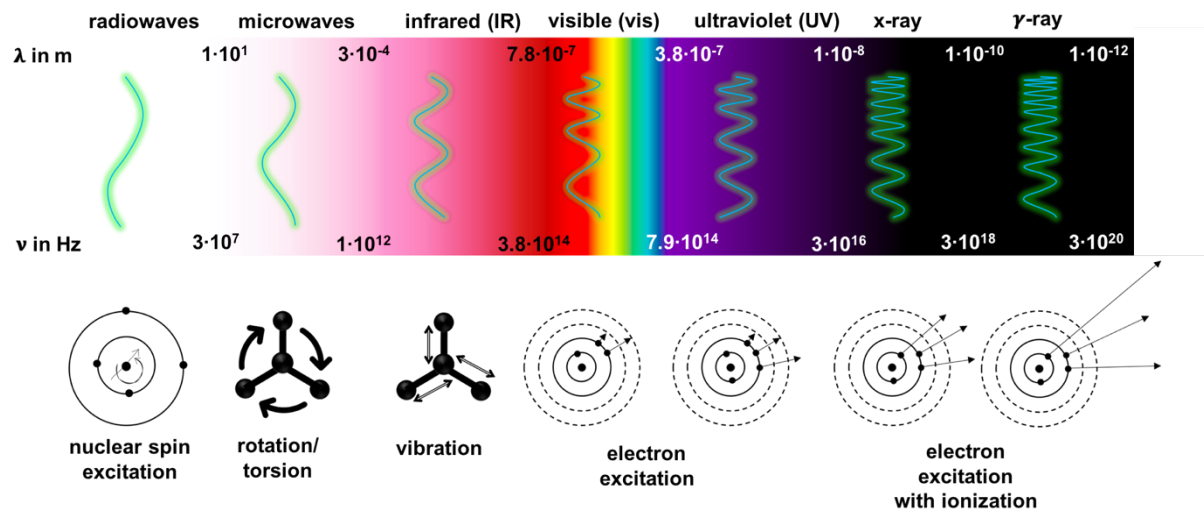 radiowaves microwaves infrared (IR) visible (vis) ultraviolet (UV) x-ray γ-ray
λ in m 1·10¹ 3·10⁻⁴ 7.8·10⁻⁷ 3.8·10⁻⁷ 1·10⁻⁸ 1·10⁻¹⁰ 1·10⁻¹²
ν in Hz 3·10⁷ 1·10¹² 3.8·10¹⁴ 7.9·10¹⁴ 3·10¹⁶ 3·10¹⁸ 3·10²⁰
nuclear spin
excitation
rotation/
torsion
vibration
electron
excitation
electron
excitation
with ionization